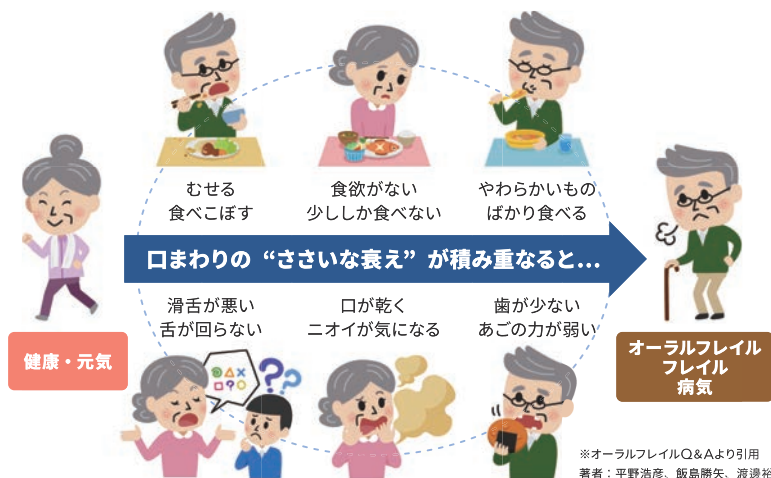 むせる
食べこぼす
食欲がない
少ししか食べない
やわらかいもの
ばかり食べる
口まわりの“ささいな衰え”が積み重なると…
滑舌が悪い
舌が回らない
口が乾く
ニオイが気になる
歯が少ない
あごの力が弱い
健康・元気
オーラルフレイル
フレイル
病気
※オーラルフレイルQ&Aより引用
著者：平野浩彦、飯島勝矢、渡邊裕